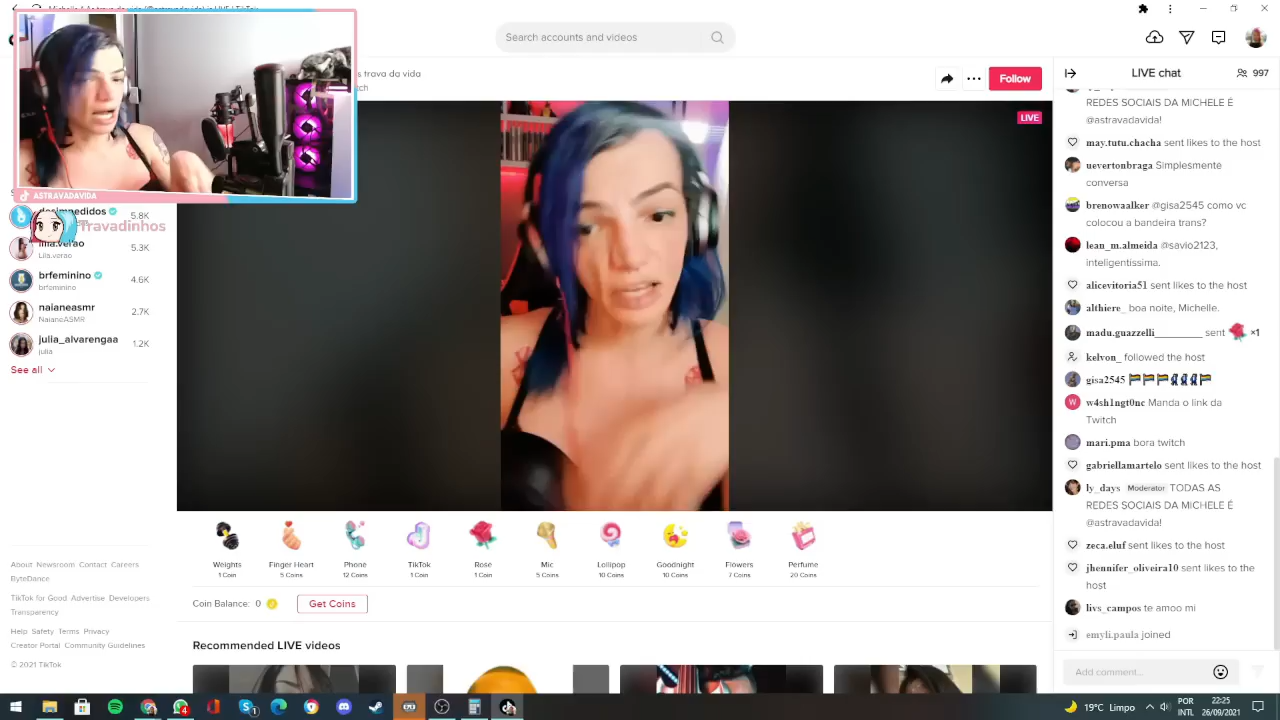 is LIVE | TikTok
Search accounts and videos
s trava da vida
Follow
LIVE chat
997
LIVE
ASTRAVADAVIDA
Travadinhos
5.8K
lila.verao
Lila.verao
5.3K
brfeminino
brfeminino
4.6K
naianeasmr
NaianeASMR
2.7K
julia_alvarengaa
julia
1.2K
See all
About Newsroom Contact Careers
ByteDance
TikTok for Good Advertise Developers
Transparency
Help Safety Terms Privacy
Creator Portal Community Guidelines
© 2021 TikTok
Weights
1 Coin
Finger Heart
5 Coins
Phone
12 Coins
TikTok
1 Coin
Rose
1 Coin
Mic
5 Coins
Lollipop
10 Coins
Goodnight
10 Coins
Flowers
7 Coins
Perfume
20 Coins
Coin Balance: 0
Get Coins
Recommended LIVE videos
REDES SOCIAIS DA MICHELE É
@astravadavida!
may.tutu.chacha sent likes to the host
uevertonbraga Simplesmente
conversa
brenowaalker @gisa2545 como vc
colocou a bandeira trans?
lean_m.almeida @savio2123,
inteligentíssima.
alicevitoria51 sent likes to the host
althiere_ boa noite, Michelle.
sent ×1
kelvon_ followed the host
gisa2545
w4sh1ngt0nc Manda o link da
Twitch
mari.pma bora twitch
gabriellamartelo sent likes to the host
ly_days Moderator TODAS AS
REDES SOCIAIS DA MICHELE É
@astravadavida!
zeca.eluf sent likes to the host
jhennifer_oliveira10 sent likes to the
host
livs_campos te amoo mi
emyli.paula joined
Add comment...
4
1
19°C Limpo
POR
INTL
22:25
26/09/2021